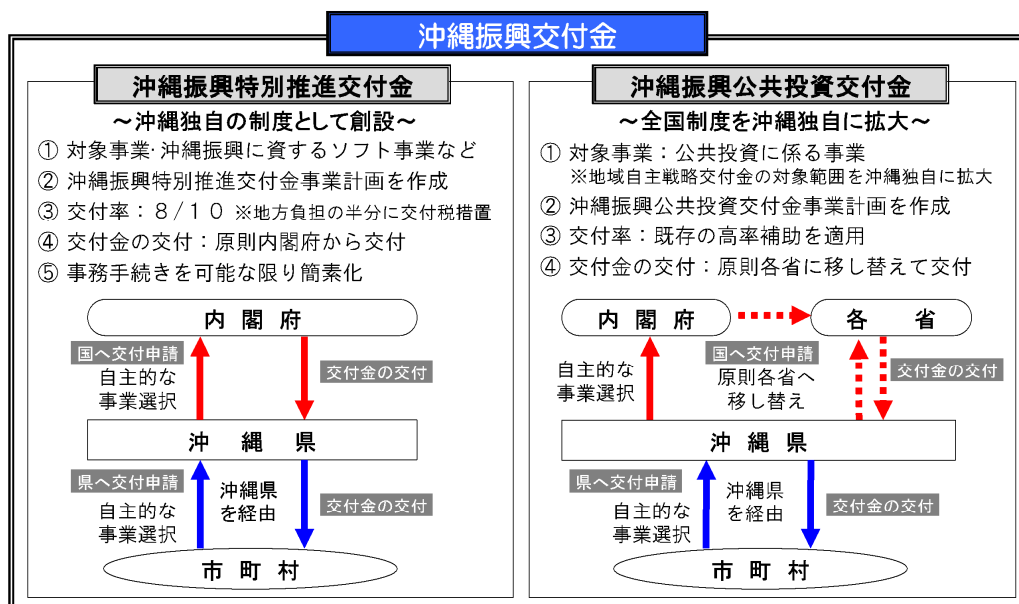 沖縄振興交付金
沖縄振興特別推進交付金
～沖縄独自の制度として創設～
① 対象事業･沖縄振興に資するソフト事業など
② 沖縄振興特別推進交付金事業計画を作成
③ 交付率：８/１０ ※地方負担の半分に交付税措置
④ 交付金の交付：原則内閣府から交付
⑤ 事務手続きを可能な限り簡素化
内閣府
国へ交付申請
自主的な
事業選択
交付金の交付
沖縄県
県へ交付申請
自主的な
事業選択
沖縄県
を経由
交付金の交付
市町村
沖縄振興公共投資交付金
～全国制度を沖縄独自に拡大～
① 対象事業：公共投資に係る事業
※地域自主戦略交付金の対象範囲を沖縄独自に拡大
② 沖縄振興公共投資交付金事業計画を作成
③ 交付率：既存の高率補助を適用
④ 交付金の交付：原則各省に移し替えて交付
内閣府
各省
自主的な
事業選択
国へ交付申請
原則各省へ
移し替え
交付金の交付
沖縄県
県へ交付申請
自主的な
事業選択
沖縄県
を経由
交付金の交付
市町村